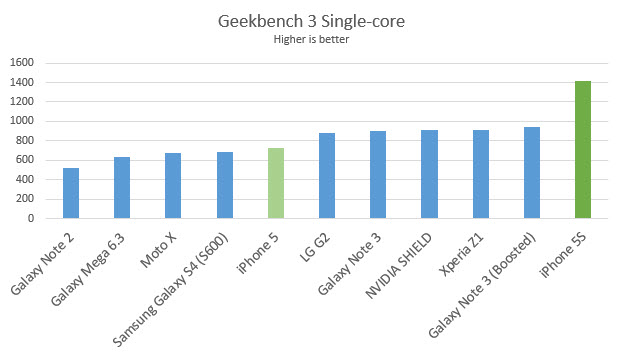 Geekbench 3 Single-core
Higher is better
1600
1400
1200
1000
800
600
400
200
0
Galaxy Note 2
Galaxy Mega 6.3
Moto X
Samsung Galaxy S4 (S600)
iPhone 5
LG G2
Galaxy Note 3
NVIDIA SHIELD
Xperia Z1
Galaxy Note 3 (Boosted)
iPhone 5S